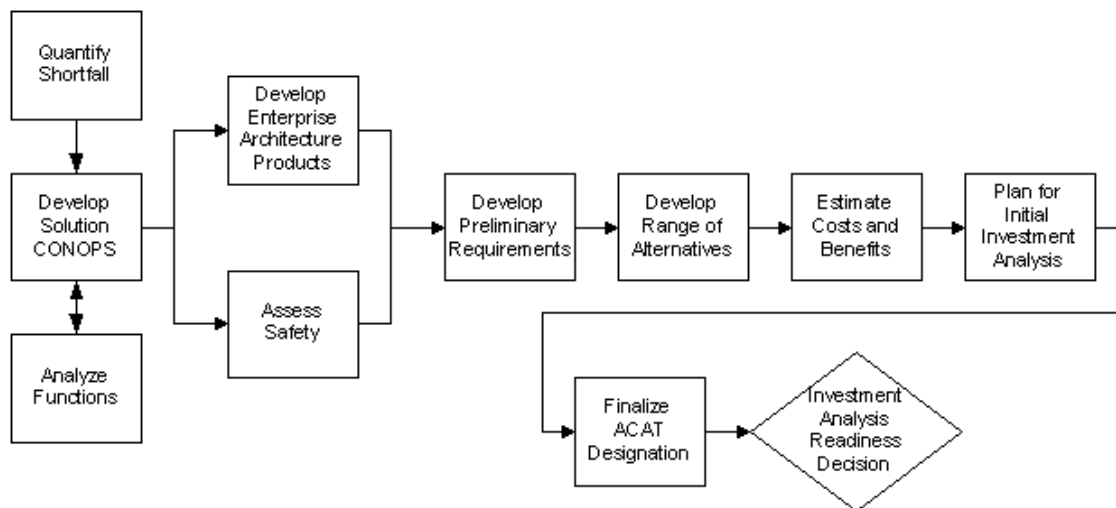 Quantify
Shortfall
Develop
Solution
CONOPS
Analyze
Functions
Develop
Enterprise
Architecture
Products
Assess
Safety
Develop
Preliminary
Requirements
Develop
Range of
Alternatives
Estimate
Costs and
Benefits
Plan for
Initial
Investment
Analysis
Finalize
ACAT
Designation
Investment
Analysis
Readiness
Decision